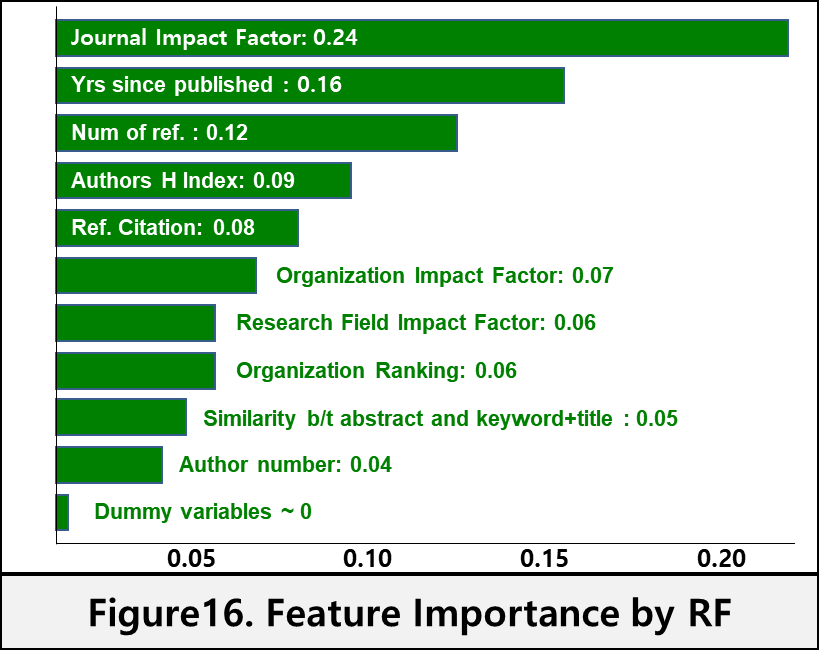 Journal Impact Factor: 0.24
Yrs since published : 0.16
Num of ref. : 0.12
Authors H Index: 0.09
Ref. Citation: 0.08
Organization Impact Factor: 0.07
Research Field Impact Factor: 0.06
Organization Ranking: 0.06
Similarity b/t abstract and keyword+title : 0.05
Author number: 0.04
Dummy variables ~ 0
0.05 0.10 0.15 0.20
Figure16. Feature Importance by RF